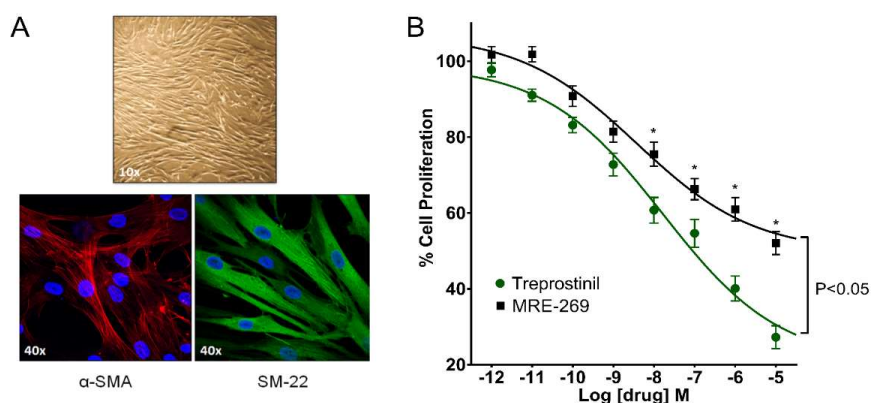 A
10x
40x
40x
α-SMA
SM-22
B
% Cell Proliferation
100
80
60
40
20
* * * *
Treprostinil
MRE-269
P<0.05
-12 -11 -10 -9 -8 -7 -6 -5
Log [drug] M